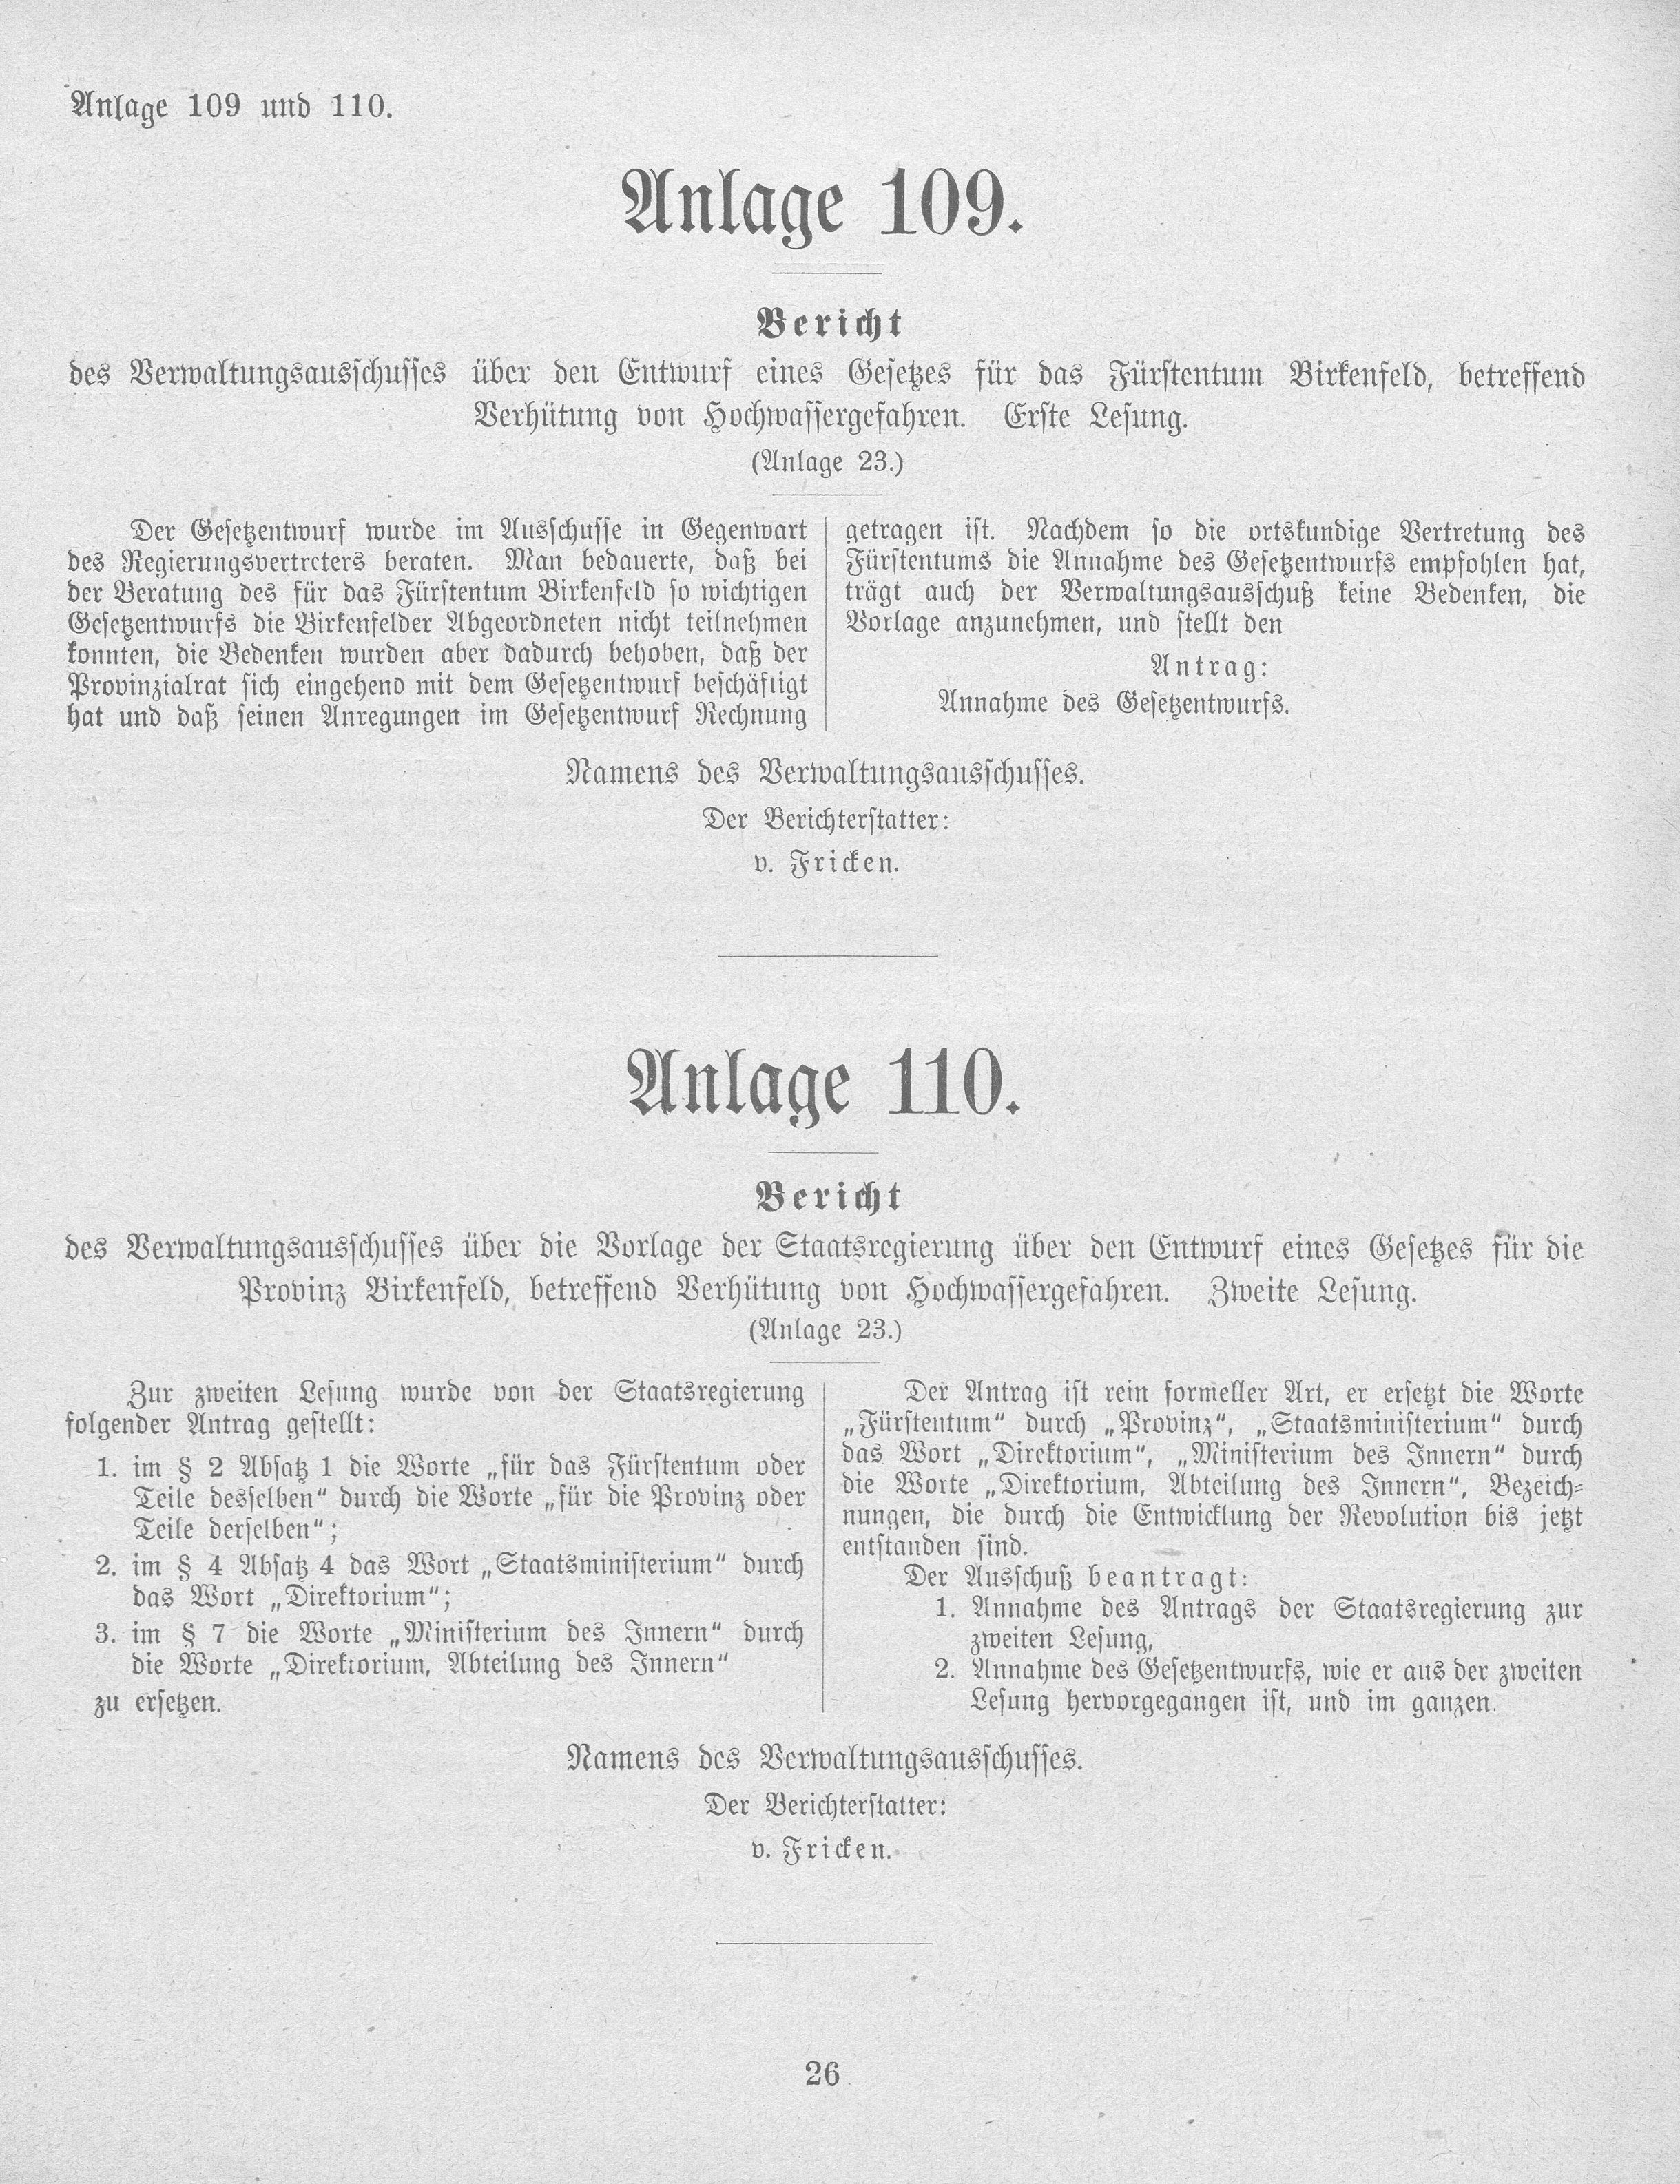 Anlage 109 und 110.
Anlage 109.
Bericht
des Verwaltungsausschusses über den Entwurf eines Gesetzes für das Fürstentum Birkenfeld, betreffend
Verhütung von Hochwassergefahren. Erste Lesung.
(Anlage 23.)
Der Gesetzentwurf wurde im Ausschusse in Gegenwart
des Regierungsvertreters beraten. Man bedauerte, daß bei
der Beratung des für das Fürstentum Birkenfeld so wichtigen
Gesetzentwurfs die Birkenfelder Abgeordneten nicht teilnehmen
konnten, die Bedenken wurden aber dadurch behoben, daß der
Provinzialrat sich eingehend mit dem Gesetzentwurf beschäftigt
hat und daß seinen Anregungen im Gesetzentwurf Rechnung
getragen ist. Nachdem so die ortskundige Vertretung des
Fürstentums die Annahme des Gesetzentwurfs empfohlen hat,
trägt auch der Verwaltungsausschuß keine Bedenken, die
Vorlage anzunehmen, und stellt den
Antrag:
Annahme des Gesetzentwurfs.
Namens des Verwaltungsausschusses.
Der Berichterstatter:
v. Fricken.
Anlage 110.
Bericht
des Verwaltungsausschusses über die Vorlage der Staatsregierung über den Entwurf eines Gesetzes für die
Provinz Birkenfeld, betreffend Verhütung von Hochwassergefahren. Zweite Lesung.
(Anlage 23.)
Zur zweiten Lesung wurde von der Staatsregierung
folgender Antrag gestellt:
1. im § 2 Absatz 1 die Worte „für das Fürstentum oder
Teile desselben“ durch die Worte „für die Provinz oder
Teile derselben“;
2. im § 4 Absatz 4 das Wort „Staatsministerium“ durch
das Wort „Direktorium“;
3. im § 7 die Worte „Ministerium des Innern“ durch
die Worte „Direktorium, Abteilung des Innern“
zu ersetzen.
Der Antrag ist rein formeller Art, er ersetzt die Worte
„Fürstentum“ durch „Provinz“, „Staatsministerium“ durch
das Wort „Direktorium“, „Ministerium des Innern“ durch
die Worte „Direktorium, Abteilung des Innern“, Bezeich-
nungen, die durch die Entwicklung der Revolution bis jetzt
entstanden sind.
Der Ausschuß beantragt:
1. Annahme des Antrags der Staatsregierung zur
zweiten Lesung,
2. Annahme des Gesetzentwurfs, wie er aus der zweiten
Lesung hervorgegangen ist, und im ganzen.
Namens des Verwaltungsausschusses.
Der Berichterstatter:
v. Fricken.
26